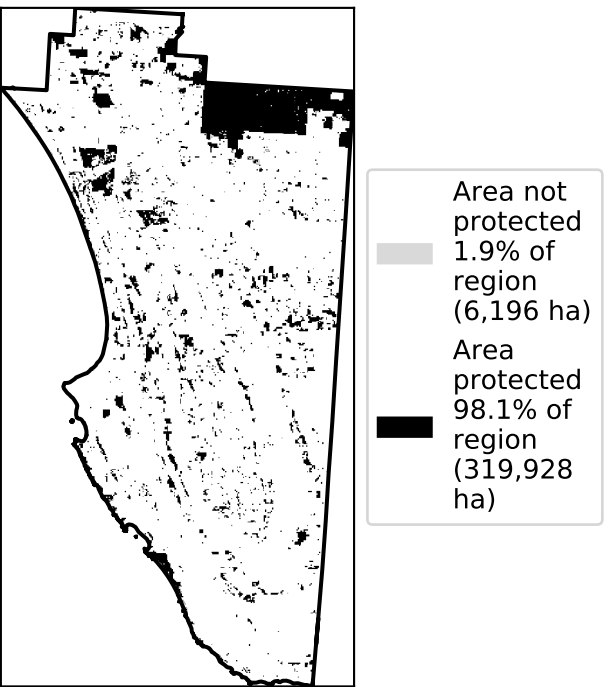 Area not
protected
1.9% of
region
(6,196 ha)
Area
protected
98.1% of
region
(319,928
ha)